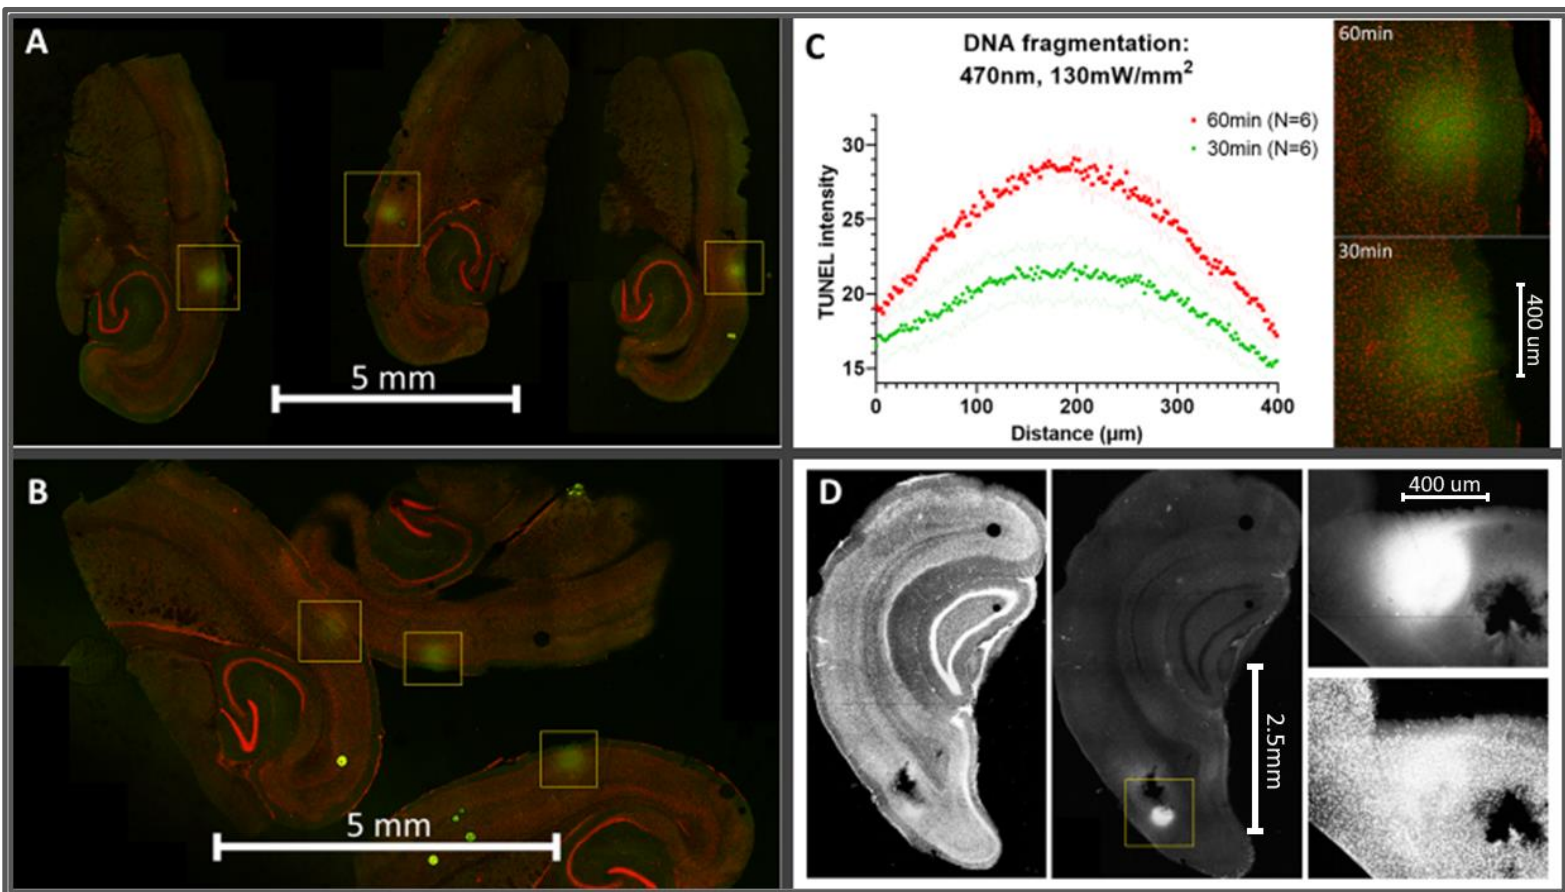 A
5 mm
B
5 mm
C
DNA fragmentation:
470nm, 130mW/mm²
60min (N=6)
30min (N=6)
TUNEL intensity
30
25
20
15
0 100 200 300 400
Distance (μm)
60min
30min
400 um
D
2.5mm
400 um